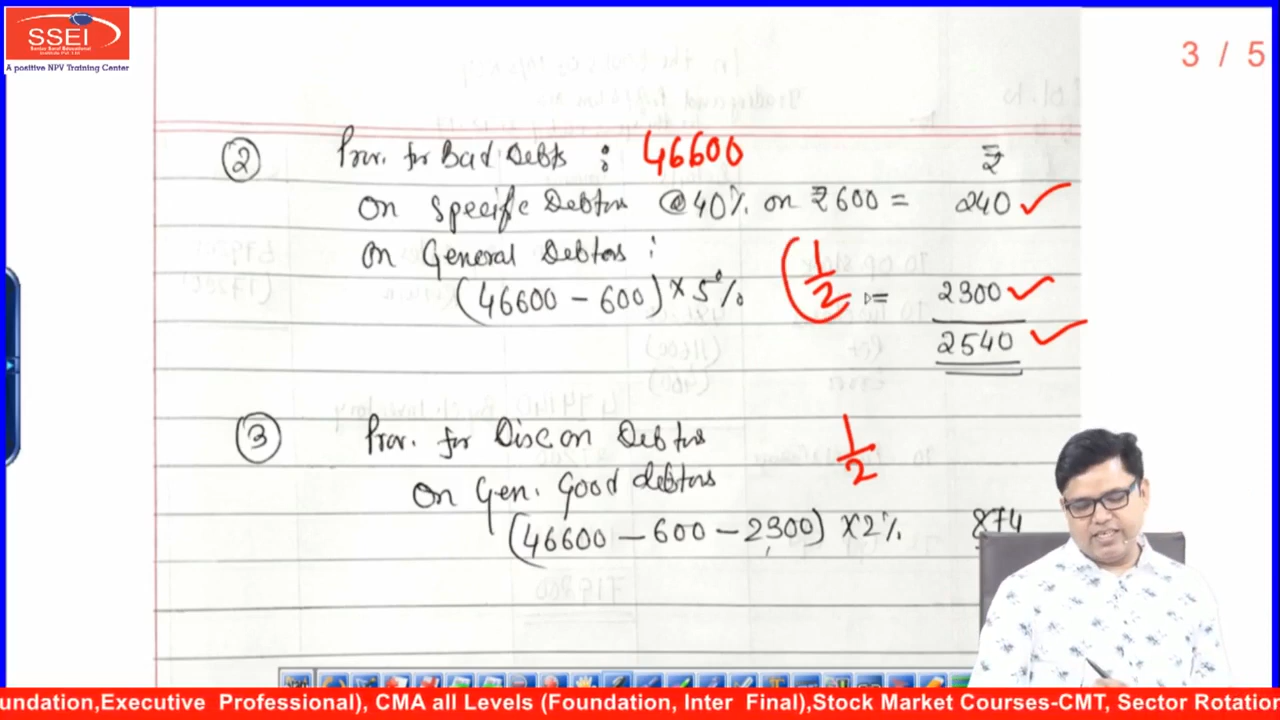 SSEI
A positive NPV Training Center
3 / 5
② Prov. for Bad Debts : 46600 ₹
On Specific Debtors @ 40% on ₹600 = 240
On General Debtors :
(46600 – 600) × 5% 1/2 = 2300
2540
③ Prov. for Disc on Debtors 1/2
On Gen. Good debtors
(46600 – 600 – 2300) × 2% 874
undation,Executive Professional), CMA all Levels (Foundation, Inter Final),Stock Market Courses-CMT, Sector Rotation